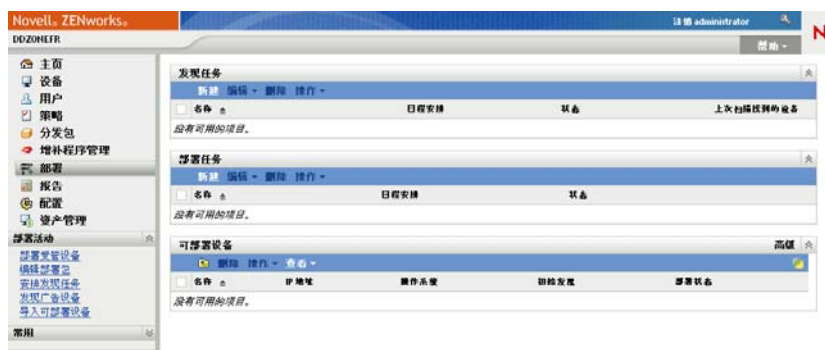 Novell® ZENworks®
注销 administrator
DDZONEFR
帮助
N
主页
设备
用户
策略
分发包
增补程序管理
部署
报告
配置
资产管理
部署活动
部署受管设备
编辑部署包
安排发现任务
发现广告设备
导入可部署设备
常用
发现任务
新建 编辑 删除 操作
名称 日程安排 状态 上次扫描找到的设备
没有可用的项目。
部署任务
新建 编辑 删除 操作
名称 日程安排 状态
没有可用的项目。
可部署设备 高级
删除 操作 查看
名称 IP 地址 操作系统 初始发现 部署状态
没有可用的项目。